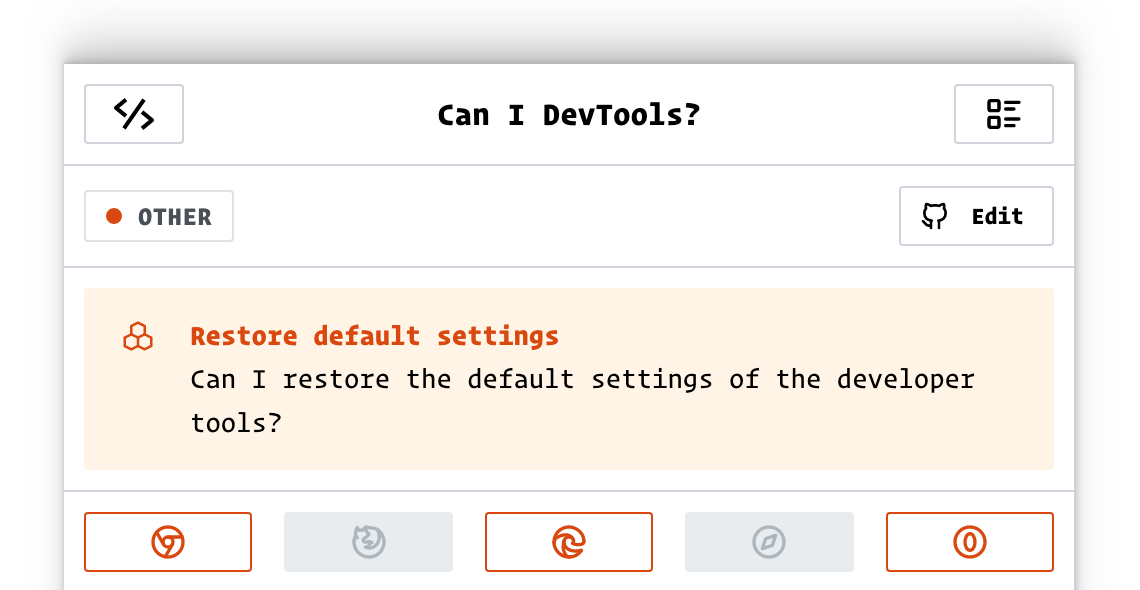 Can I DevTools?
OTHER
Edit
Restore default settings
Can I restore the default settings of the developer
tools?